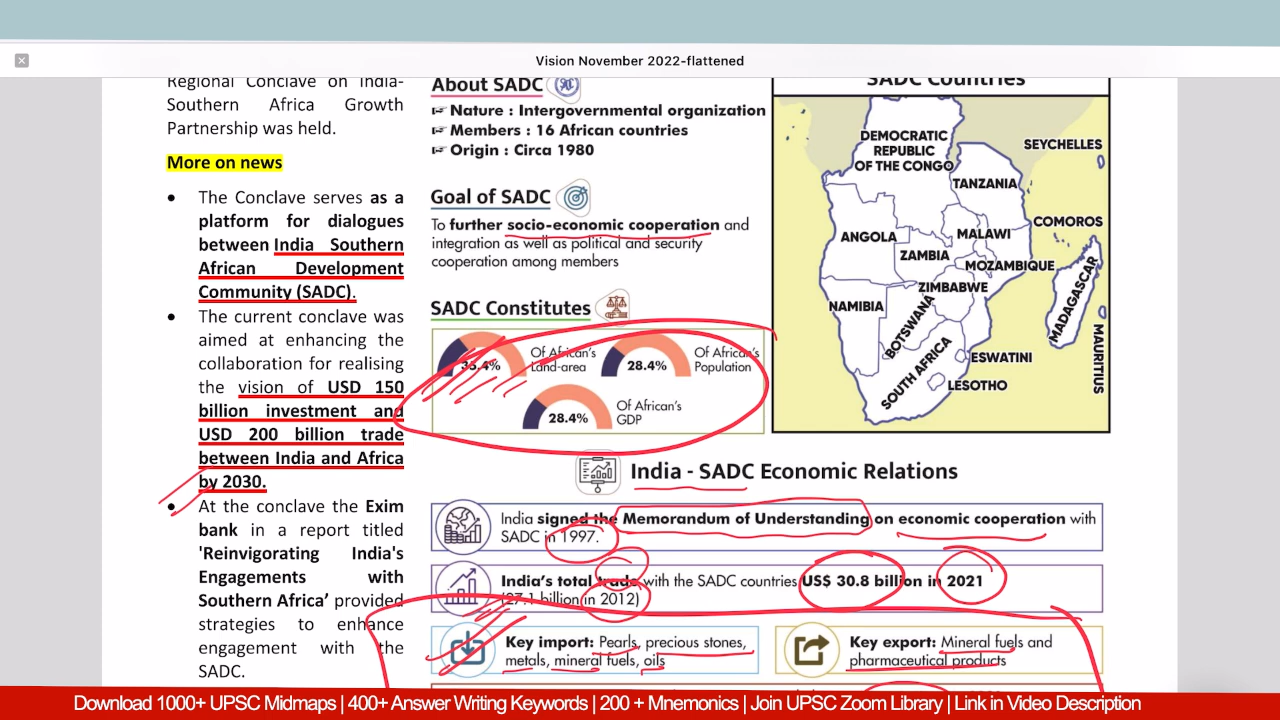 Vision November 2022-flattened
Regional Conclave on India-
Southern Africa Growth
Partnership was held.
More on news
The Conclave serves as a
platform for dialogues
between India Southern
African Development
Community (SADC).
The current conclave was
aimed at enhancing the
collaboration for realising
the vision of USD 150
billion investment and
USD 200 billion trade
between India and Africa
by 2030.
At the conclave the Exim
bank in a report titled
'Reinvigorating India's
Engagements with
Southern Africa’ provided
strategies to enhance
engagement with the
SADC.
About SADC
Nature : Intergovernmental organization
Members : 16 African countries
Origin : Circa 1980
Goal of SADC
To further socio-economic cooperation and
integration as well as political and security
cooperation among members
SADC Constitutes
Of African's
Land-area
28.4%
Of African's
Population
28.4%
Of African's
GDP
SADC Countries
DEMOCRATIC
REPUBLIC
OF THE CONGO
SEYCHELLES
TANZANIA
COMOROS
ANGOLA
MALAWI
ZAMBIA
MOZAMBIQUE
ZIMBABWE
NAMIBIA
BOTSWANA
MADAGASCAR
MAURITIUS
SOUTH AFRICA
ESWATINI
LESOTHO
India - SADC Economic Relations
India signed the Memorandum of Understanding on economic cooperation with
SADC in 1997.
India's total trade with the SADC countries US$ 30.8 billion in 2021
(27.1 billion in 2012)
Key import: Pearls, precious stones,
metals, mineral fuels, oils
Key export: Mineral fuels and
pharmaceutical products
Download 1000+ UPSC Midmaps | 400+ Answer Writing Keywords | 200 + Mnemonics | Join UPSC Zoom Library | Link in Video Description